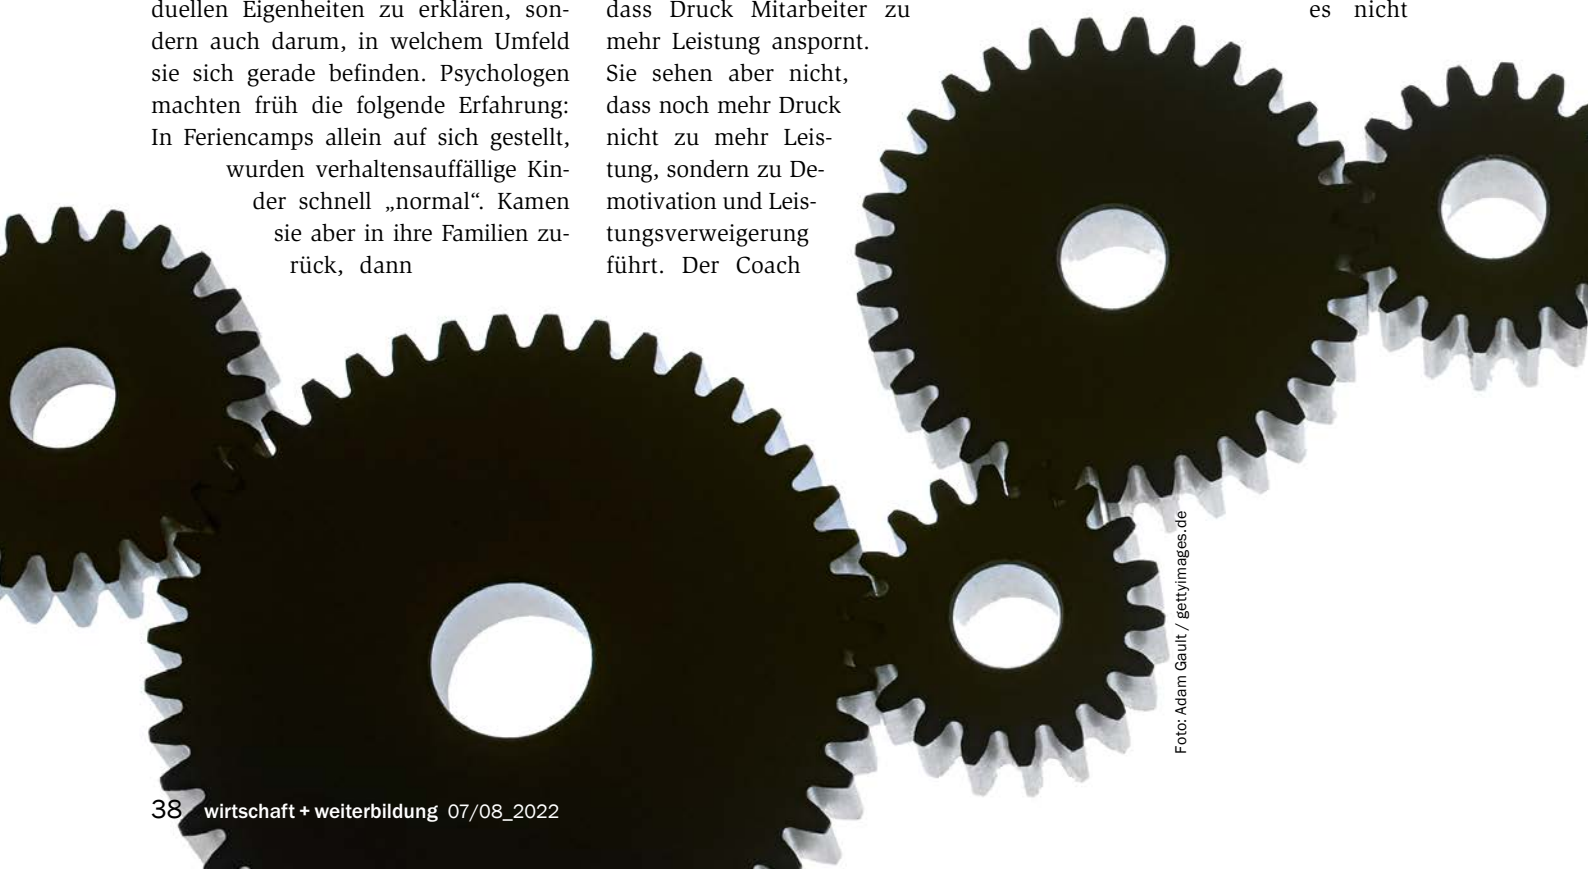 duellen Eigenheiten zu erklären, son-
dern auch darum, in welchem Umfeld
sie sich gerade befinden. Psychologen
machten früh die folgende Erfahrung:
In Feriencamps allein auf sich gestellt,
wurden verhaltensauffällige Kin-
der schnell „normal“. Kamen
sie aber in ihre Familien zu-
rück, dann
dass Druck Mitarbeiter zu
mehr Leistung anspornt.
Sie sehen aber nicht,
dass noch mehr Druck
nicht zu mehr Leis-
tung, sondern zu De-
motivation und Leis-
tungsverweigerung
führt. Der Coach
es nicht
Foto: Adam Gault / gettyimages.de
38 wirtschaft + weiterbildung 07/08_2022